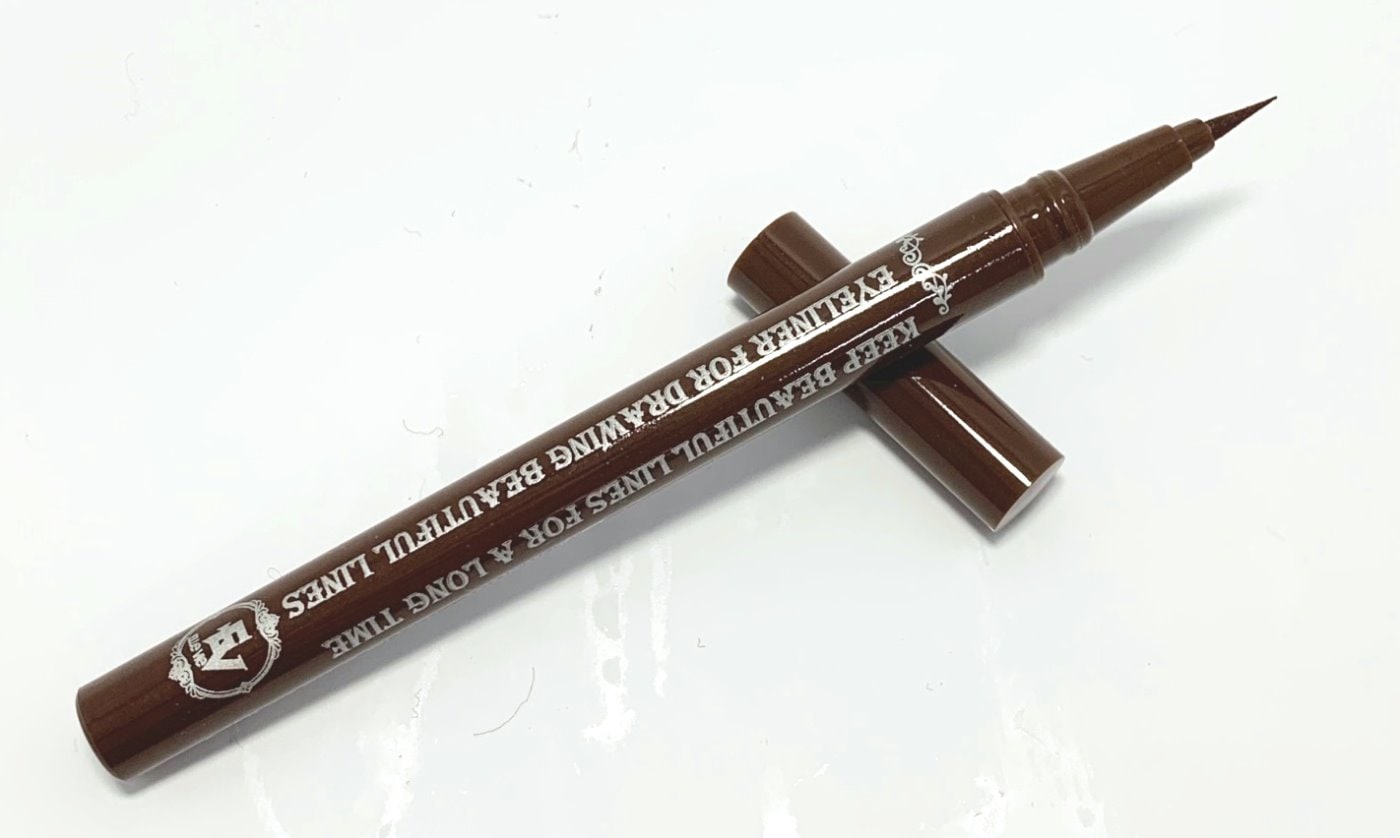 EYELINER FOR DRAWING BEAUTIFUL LINES
KEEP BEAUTIFUL LINES FOR A LONG TIME